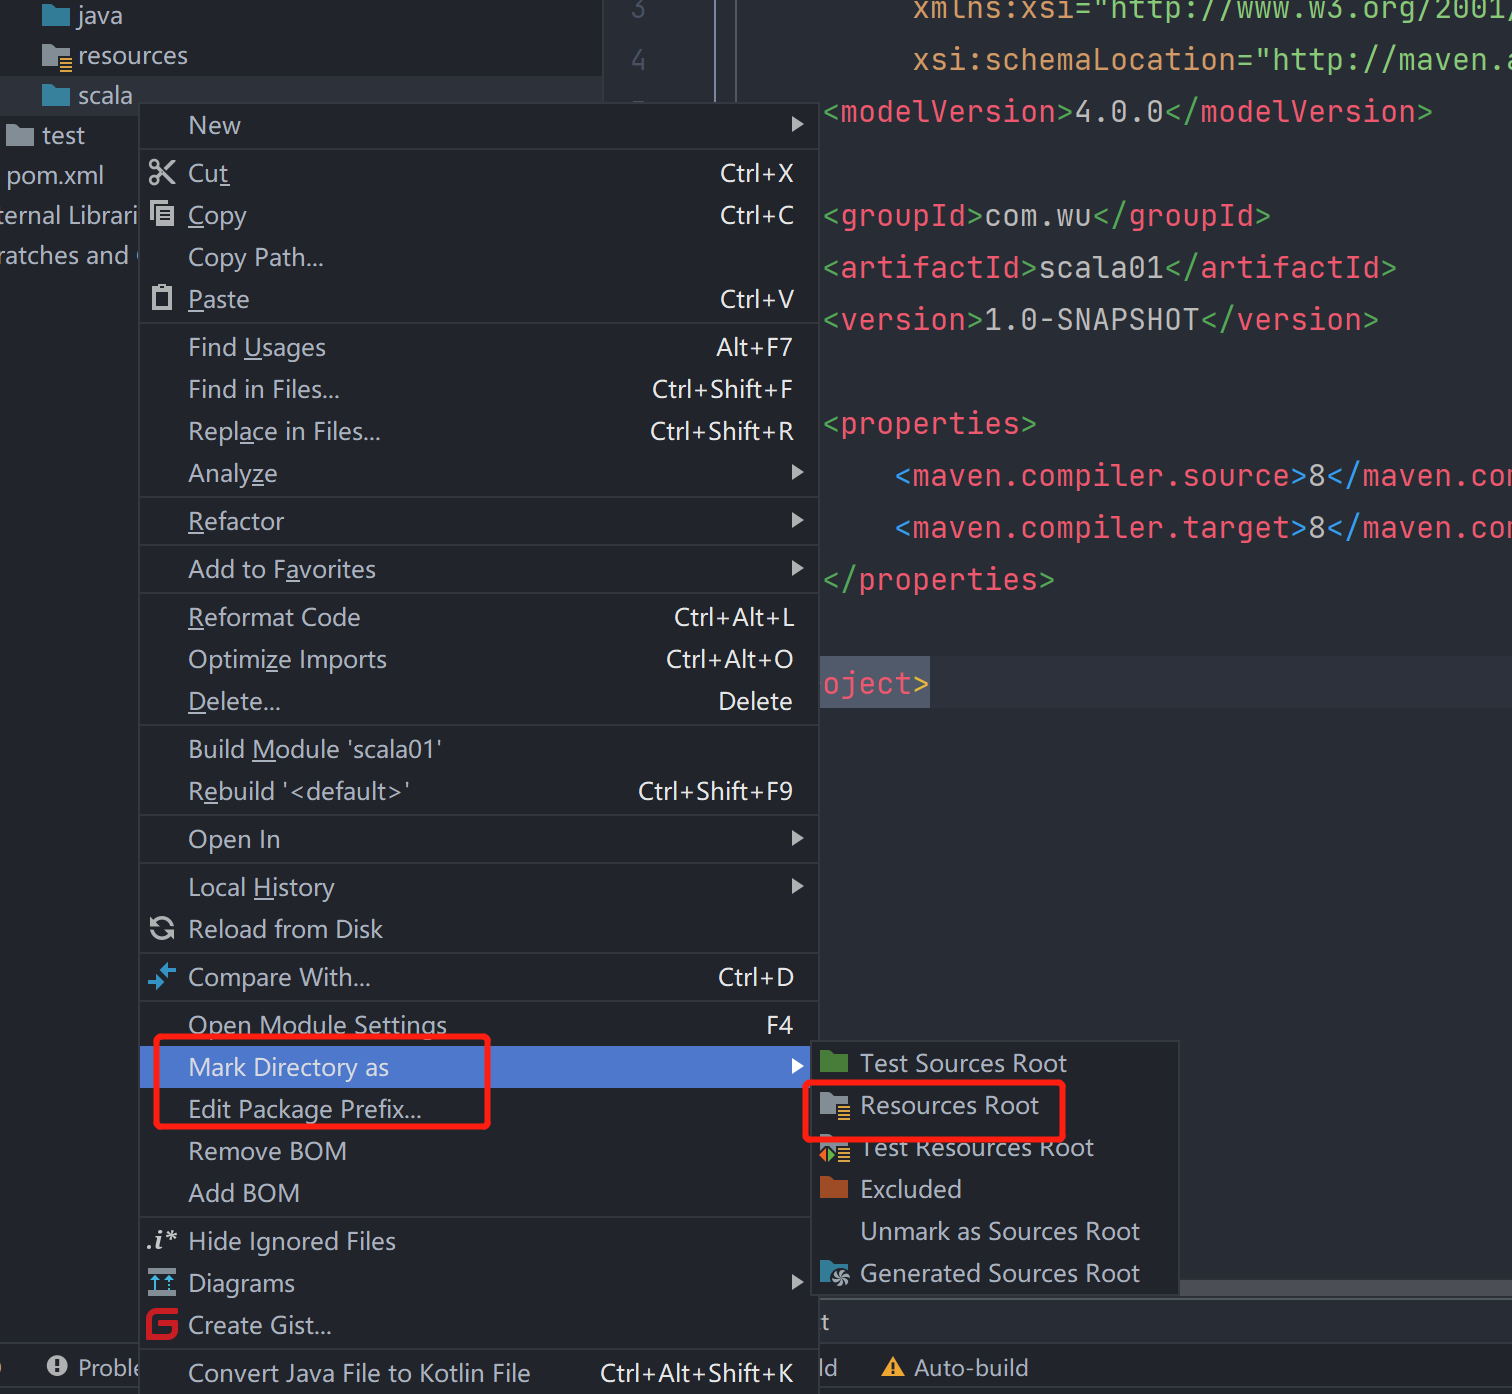 java
resources
scala
test
pom.xml
ternal Librari
ratches and
3
4
xmlns:xsi="http://www.w3.org/2001/
xsi:schemaLocation="http://maven.a
<modelVersion>4.0.0</modelVersion>
<groupId>com.wu</groupId>
<artifactId>scala01</artifactId>
<version>1.0-SNAPSHOT</version>
<properties>
<maven.compiler.source>8</maven.com
<maven.compiler.target>8</maven.com
</properties>
oject>
New
Cut Ctrl+X
Copy Ctrl+C
Copy Path...
Paste Ctrl+V
Find Usages Alt+F7
Find in Files... Ctrl+Shift+F
Replace in Files... Ctrl+Shift+R
Analyze
Refactor
Add to Favorites
Reformat Code Ctrl+Alt+L
Optimize Imports Ctrl+Alt+O
Delete... Delete
Build Module 'scala01'
Rebuild '<default>' Ctrl+Shift+F9
Open In
Local History
Reload from Disk
Compare With... Ctrl+D
Open Module Settings F4
Mark Directory as
Edit Package Prefix...
Remove BOM
Add BOM
.i* Hide Ignored Files
Diagrams
Create Gist...
Convert Java File to Kotlin File Ctrl+Alt+Shift+K
Test Sources Root
Resources Root
Test Resources Root
Excluded
Unmark as Sources Root
Generated Sources Root
t
Proble
ld
Auto-build